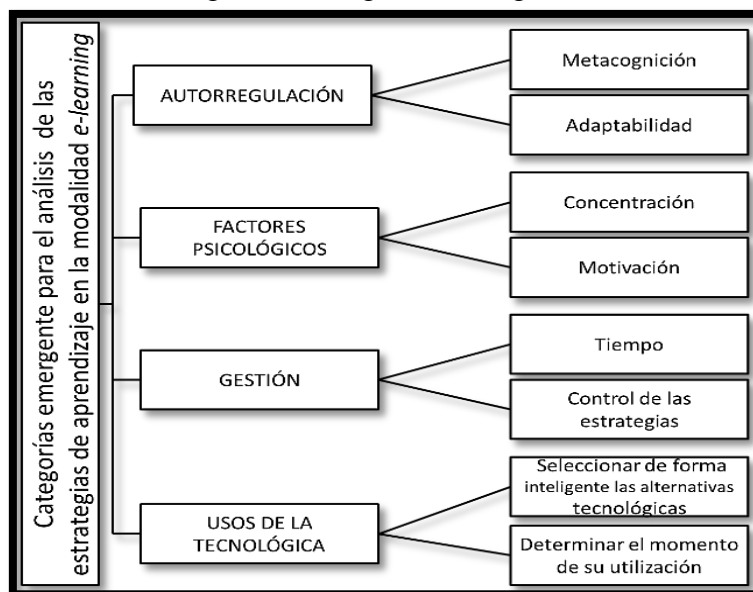 Categorías emergente para el análisis de las
estrategias de aprendizaje en la modalidad e-learning
AUTORREGULACIÓN
Metacognición
Adaptabilidad
FACTORES
PSICOLÓGICOS
Concentración
Motivación
GESTIÓN
Tiempo
Control de las
estrategias
USOS DE LA
TECNOLÓGICA
Seleccionar de forma
inteligente las alternativas
tecnológicas
Determinar el momento
de su utilización